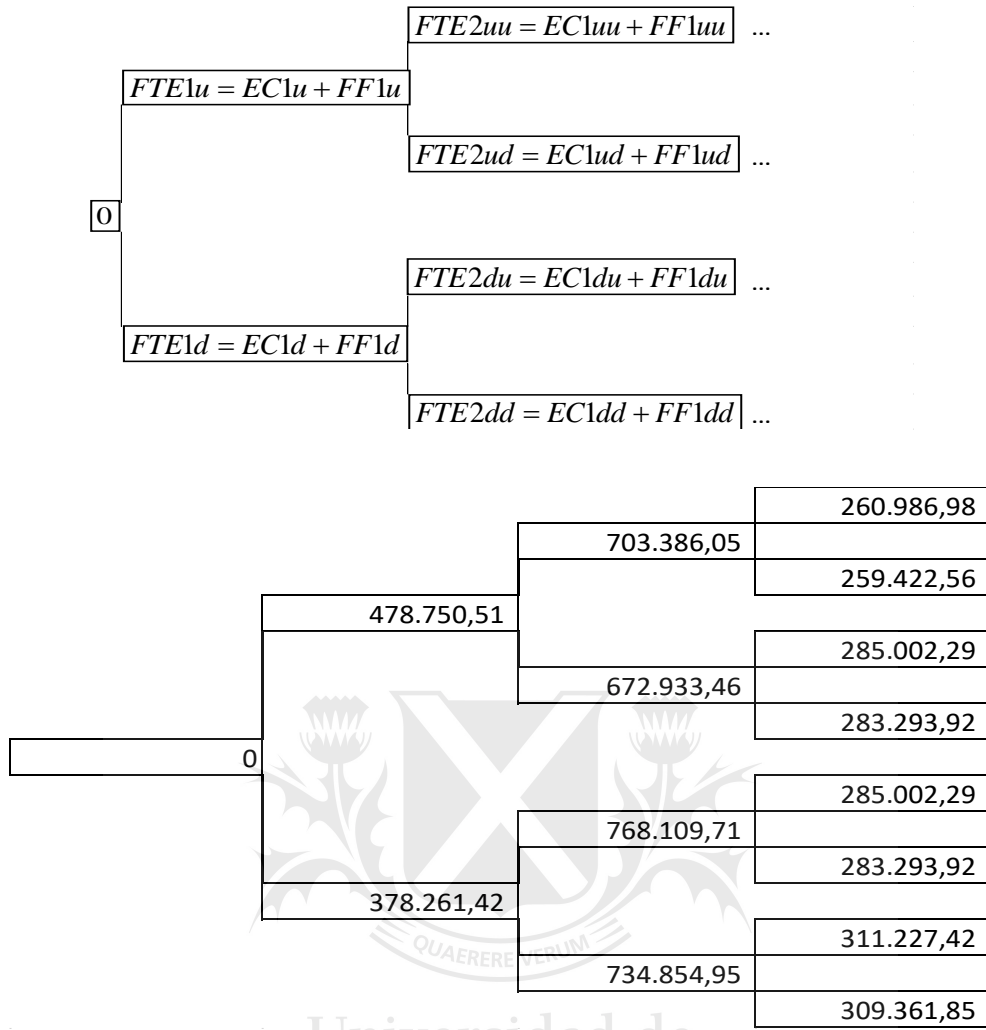 FTE2uu = EC1uu + FF1uu ...
FTE1u = EC1u + FF1u
FTE2ud = EC1ud + FF1ud ...
0
FTE2du = EC1du + FF1du ...
FTE1d = EC1d + FF1d
FTE2dd = EC1dd + FF1dd ...
260.986,98
703.386,05
259.422,56
478.750,51
285.002,29
672.933,46
283.293,92
0
285.002,29
768.109,71
283.293,92
378.261,42
311.227,42
QUAERERE VERUM
734.854,95
309.361,85
Universidad de